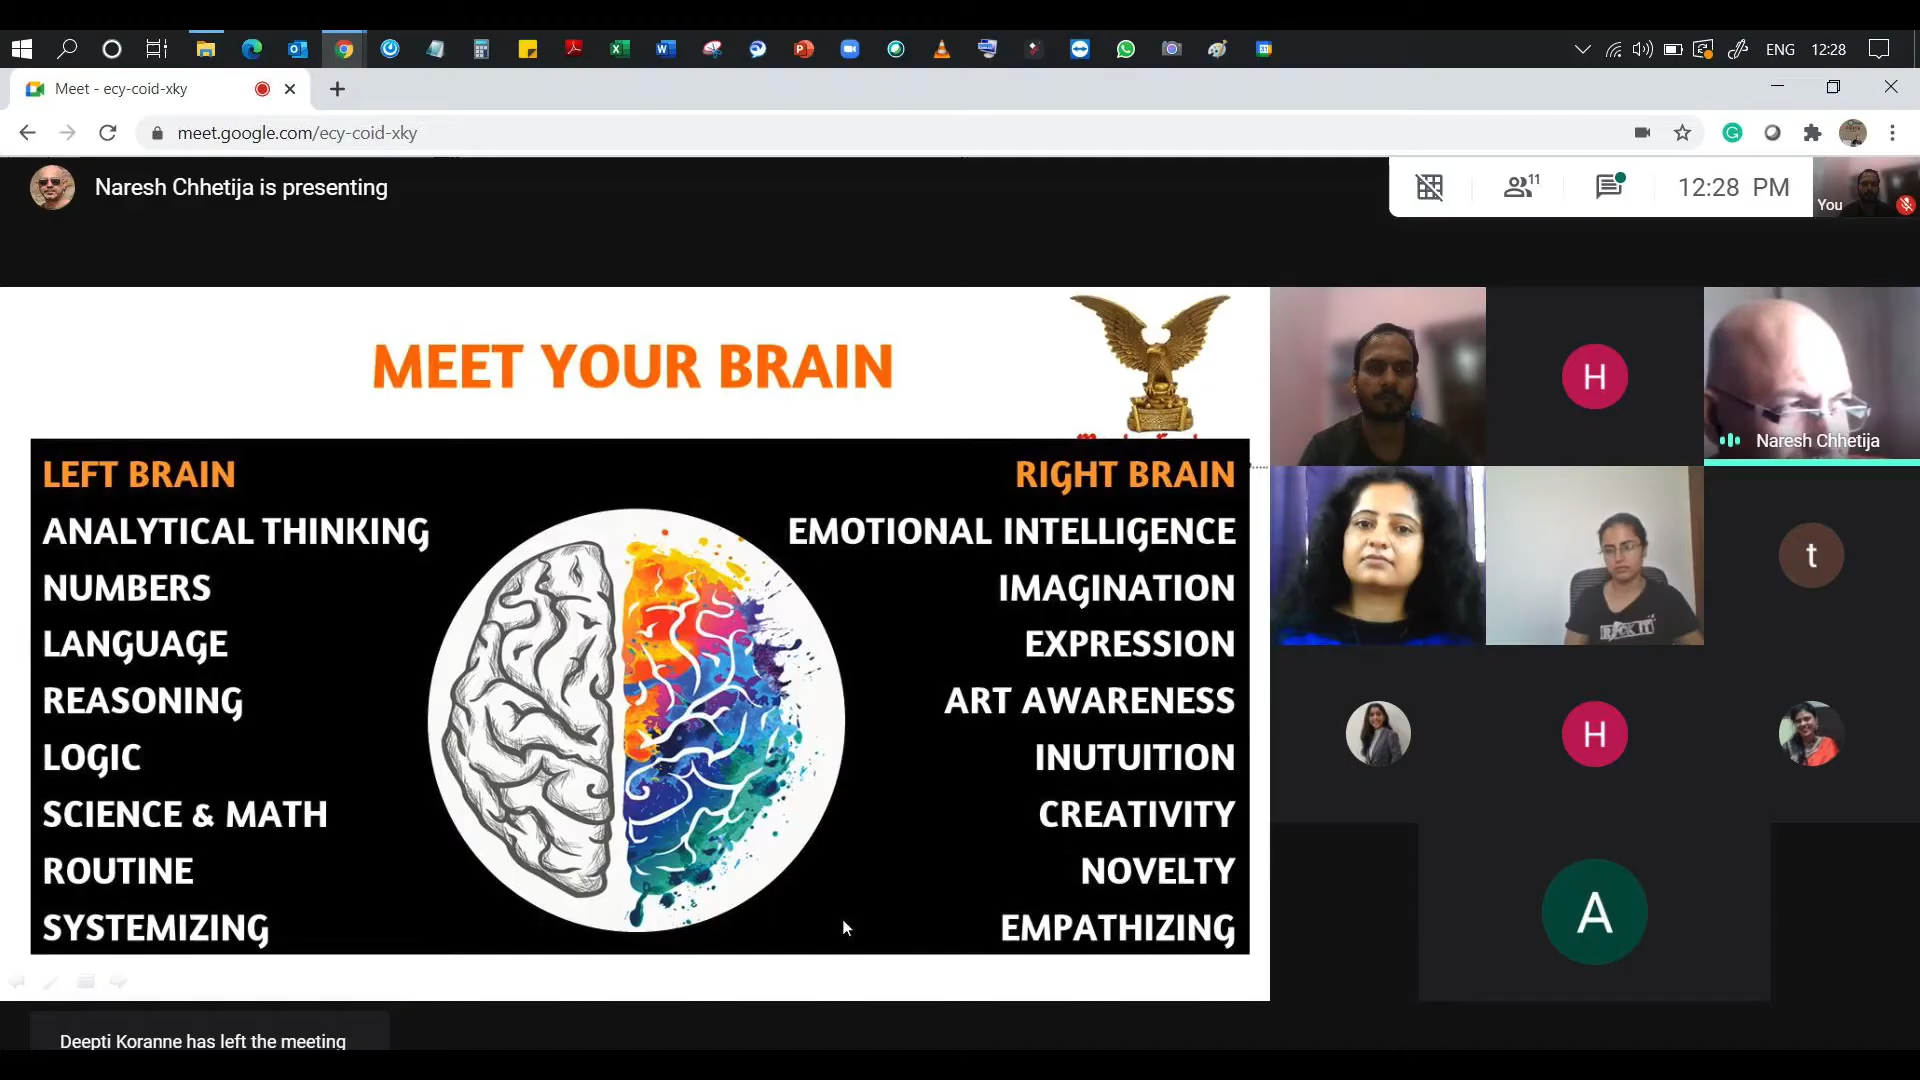 ENG 12:28
Meet - ecy-coid-xky
meet.google.com/ecy-coid-xky
Naresh Chhetija is presenting
11
12:28 PM
You
MEET YOUR BRAIN
LEFT BRAIN
ANALYTICAL THINKING
NUMBERS
LANGUAGE
REASONING
LOGIC
SCIENCE & MATH
ROUTINE
SYSTEMIZING
RIGHT BRAIN
EMOTIONAL INTELLIGENCE
IMAGINATION
EXPRESSION
ART AWARENESS
INUTUITION
CREATIVITY
NOVELTY
EMPATHIZING
H
Naresh Chhetija
t
H
A
Deepti Koranne has left the meeting